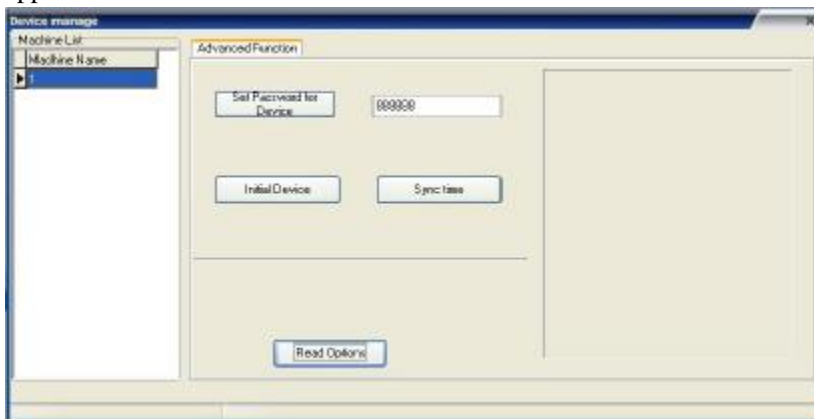 Device manage
Machine List
Machine Name
1
Advanced Function
Set Password for
Device
Initial Device
Sync time
Read Options